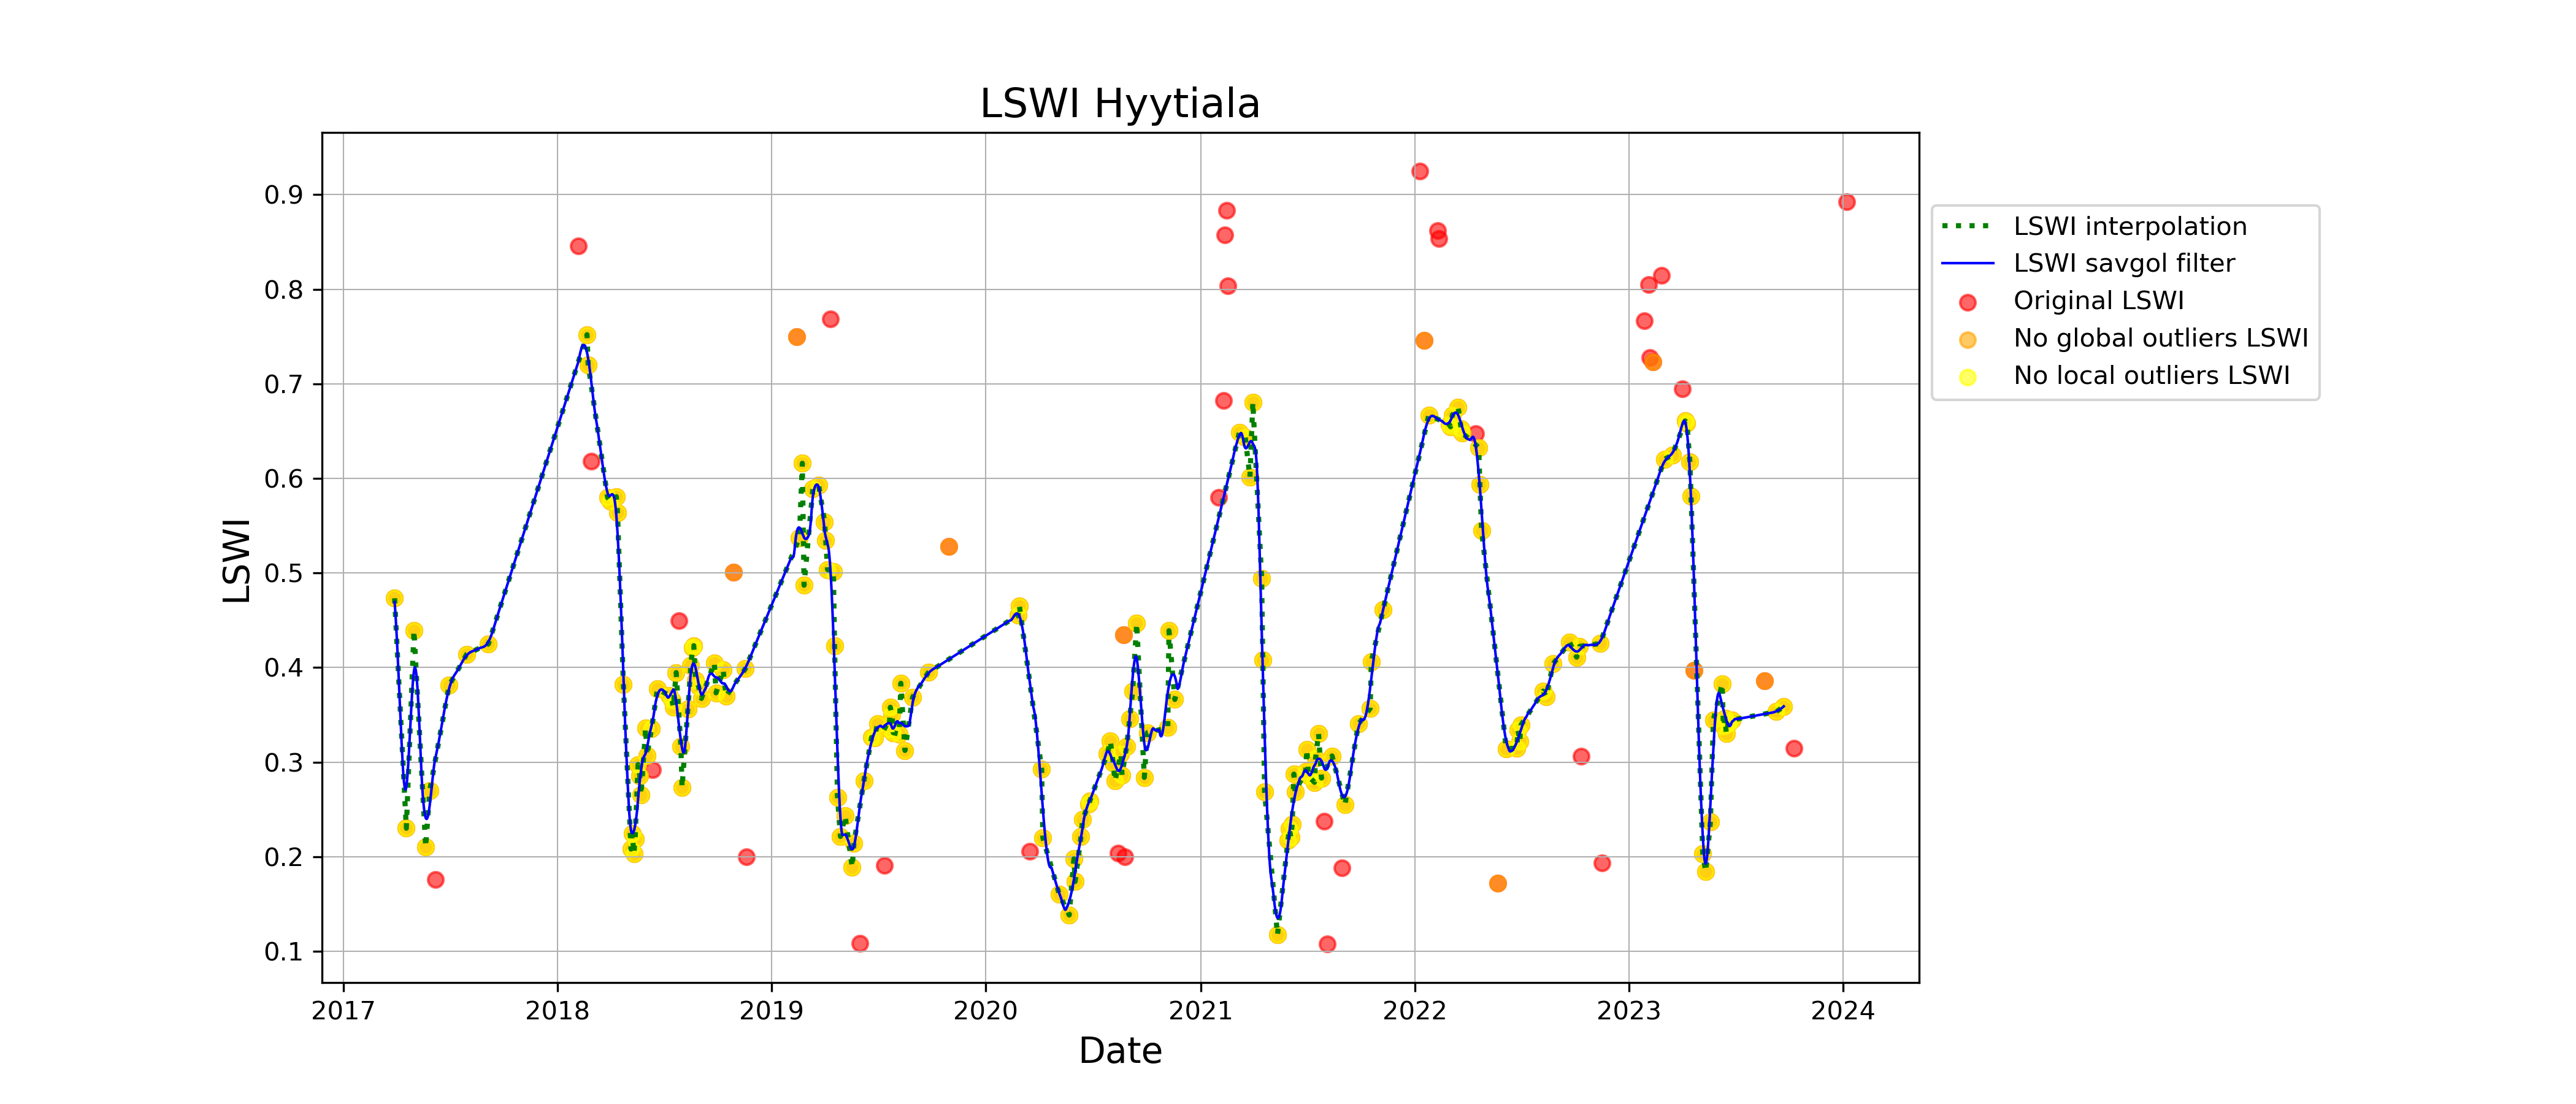 LSWI Hyytiala
LSWI
0.9
0.8
0.7
0.6
0.5
0.4
0.3
0.2
0.1
2017 2018 2019 2020 2021 2022 2023 2024
Date
LSWI interpolation
LSWI savgol filter
Original LSWI
No global outliers LSWI
No local outliers LSWI